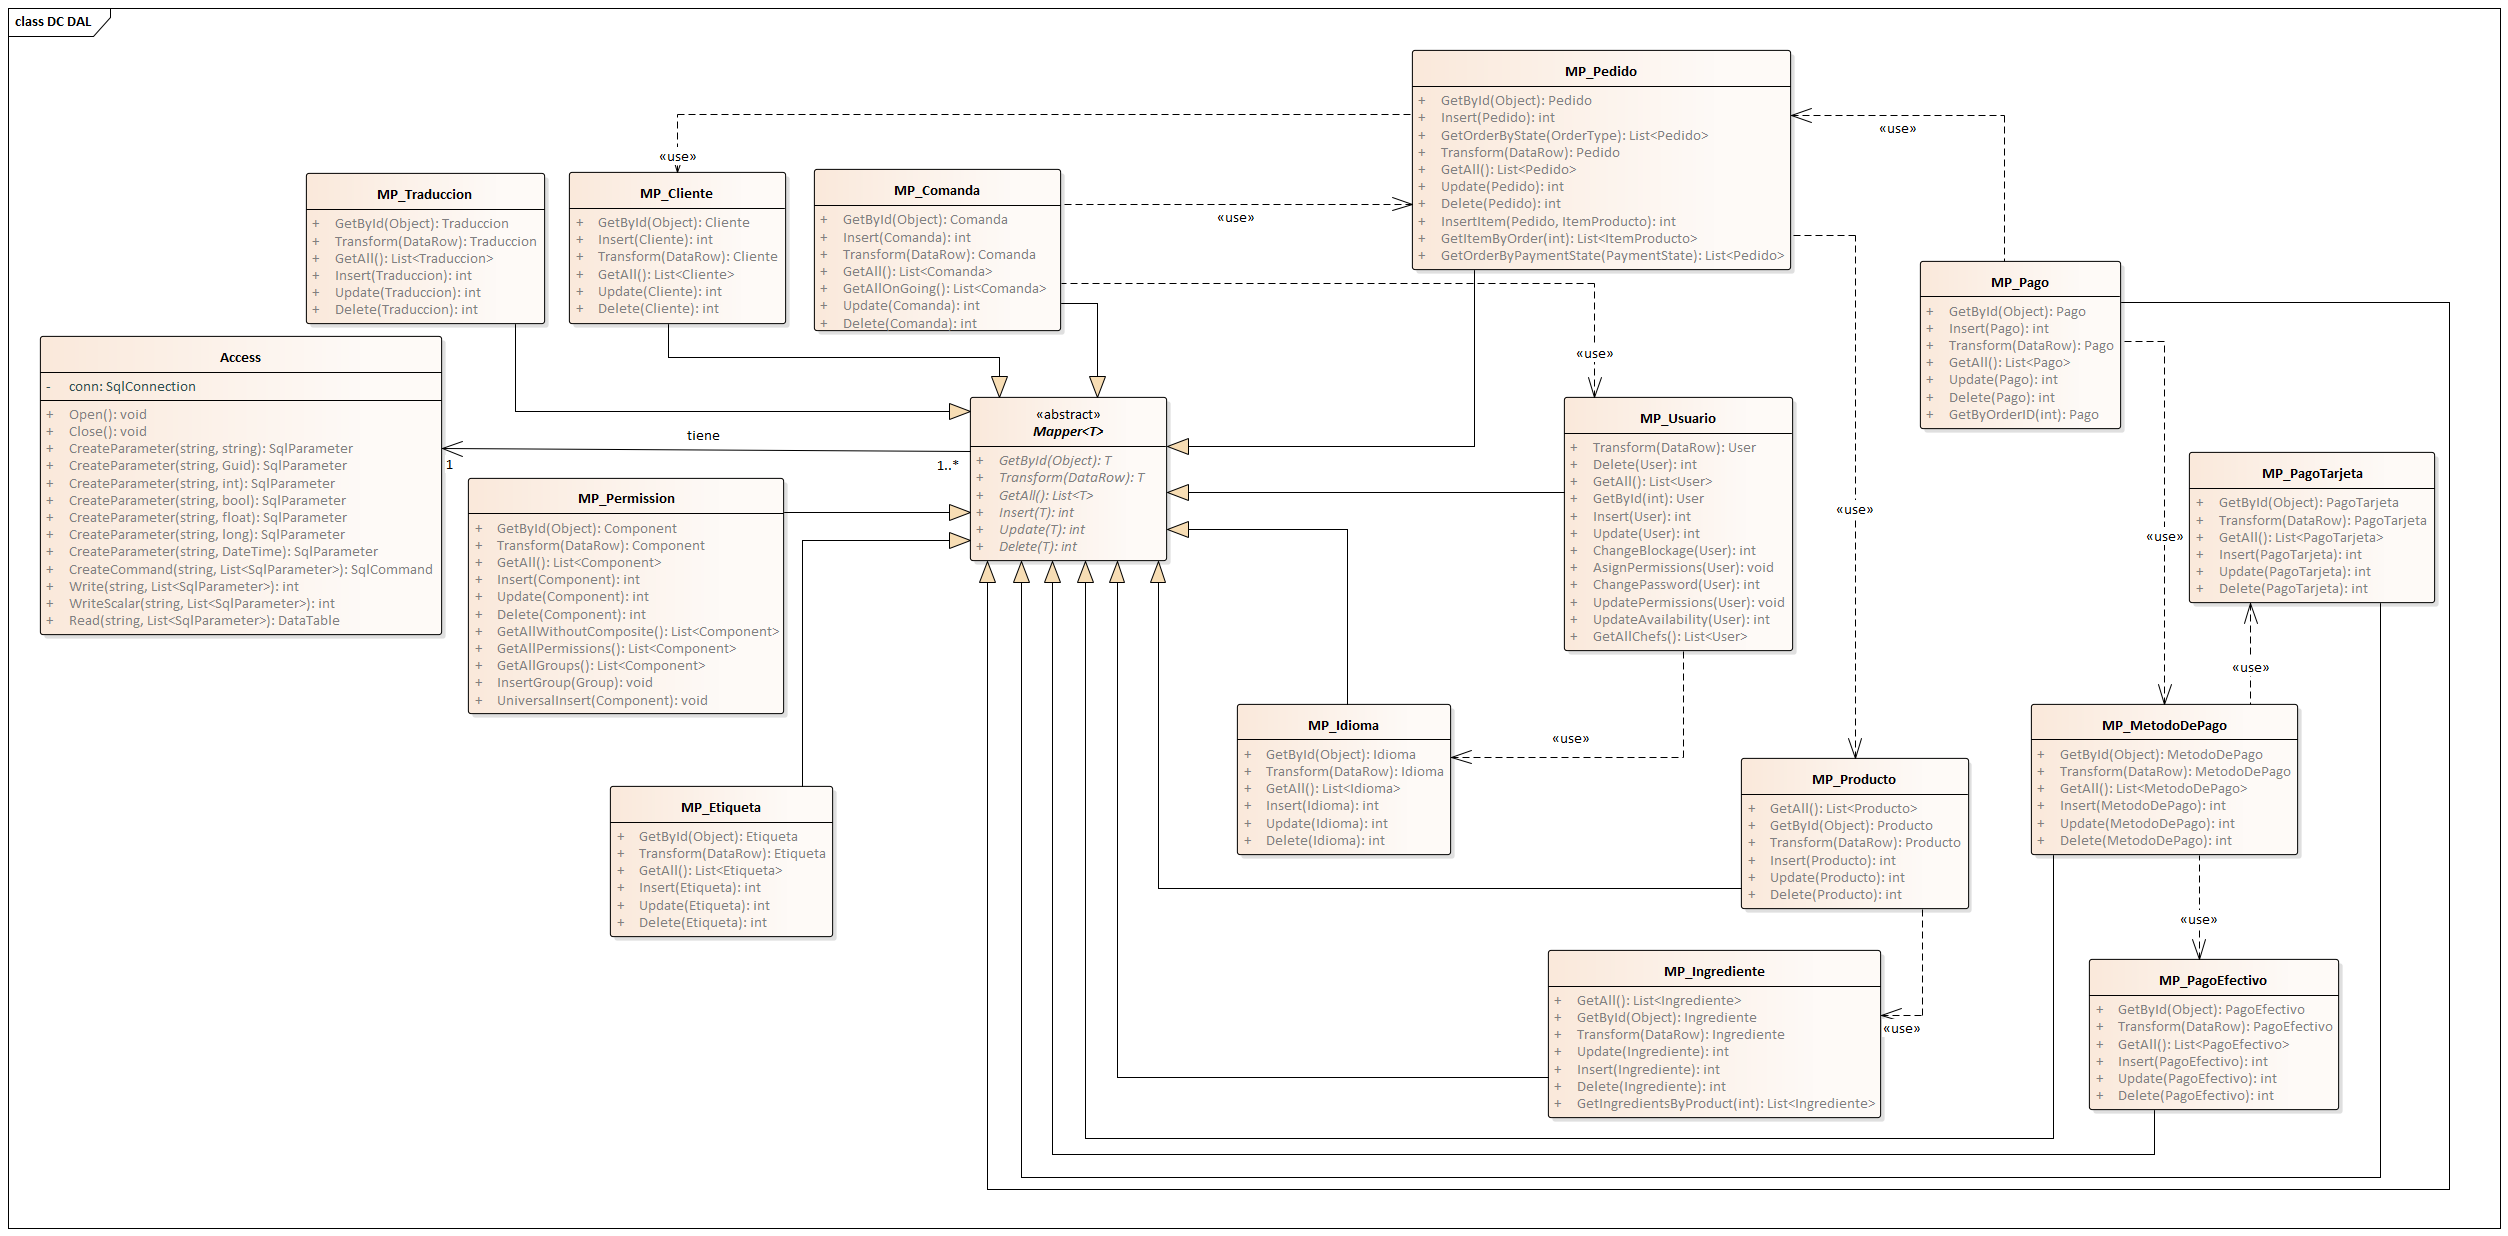 class DC DAL
MP_Pedido
+ GetById(Object): Pedido
+ Insert(Pedido): int
+ GetOrderByState(OrderType): List<Pedido>
+ Transform(DataRow): Pedido
+ GetAll(): List<Pedido>
+ Update(Pedido): int
+ Delete(Pedido): int
+ InsertItem(Pedido, ItemProducto): int
+ GetItemByOrder(int): List<ItemProducto>
+ GetOrderByPaymentState(PaymentState): List<Pedido>
«use»
«use»
MP_Traduccion
+ GetById(Object): Traduccion
+ Transform(DataRow): Traduccion
+ GetAll(): List<Traduccion>
+ Insert(Traduccion): int
+ Update(Traduccion): int
+ Delete(Traduccion): int
MP_Cliente
+ GetById(Object): Cliente
+ Insert(Cliente): int
+ Transform(DataRow): Cliente
+ GetAll(): List<Cliente>
+ Update(Cliente): int
+ Delete(Cliente): int
MP_Comanda
+ GetById(Object): Comanda
+ Insert(Comanda): int
+ Transform(DataRow): Comanda
+ GetAll(): List<Comanda>
+ GetAllOnGoing(): List<Comanda>
+ Update(Comanda): int
+ Delete(Comanda): int
«use»
«use»
MP_Pago
+ GetById(Object): Pago
+ Insert(Pago): int
+ Transform(DataRow): Pago
+ GetAll(): List<Pago>
+ Update(Pago): int
+ Delete(Pago): int
+ GetByOrderID(int): Pago
Access
- conn: SqlConnection
+ Open(): void
+ Close(): void
+ CreateParameter(string, string): SqlParameter
+ CreateParameter(string, Guid): SqlParameter
+ CreateParameter(string, int): SqlParameter
+ CreateParameter(string, bool): SqlParameter
+ CreateParameter(string, float): SqlParameter
+ CreateParameter(string, long): SqlParameter
+ CreateParameter(string, DateTime): SqlParameter
+ CreateCommand(string, List<SqlParameter>): SqlCommand
+ Write(string, List<SqlParameter>): int
+ WriteScalar(string, List<SqlParameter>): int
+ Read(string, List<SqlParameter>): DataTable
tiene
1
1..*
«abstract»
Mapper<T>
+ GetById(Object): T
+ Transform(DataRow): T
+ GetAll(): List<T>
+ Insert(T): int
+ Update(T): int
+ Delete(T): int
MP_Usuario
+ Transform(DataRow): User
+ Delete(User): int
+ GetAll(): List<User>
+ GetById(int): User
+ Insert(User): int
+ Update(User): int
+ ChangeBlockage(User): int
+ AsignPermissions(User): void
+ ChangePassword(User): int
+ UpdatePermissions(User): void
+ UpdateAvailability(User): int
+ GetAllChefs(): List<User>
«use»
«use»
MP_PagoTarjeta
+ GetById(Object): PagoTarjeta
+ Transform(DataRow): PagoTarjeta
+ GetAll(): List<PagoTarjeta>
+ Insert(PagoTarjeta): int
+ Update(PagoTarjeta): int
+ Delete(PagoTarjeta): int
«use»
MP_Permission
+ GetById(Object): Component
+ Transform(DataRow): Component
+ GetAll(): List<Component>
+ Insert(Component): int
+ Update(Component): int
+ Delete(Component): int
+ GetAllWithoutComposite(): List<Component>
+ GetAllPermissions(): List<Component>
+ GetAllGroups(): List<Component>
+ InsertGroup(Group): void
+ UniversalInsert(Component): void
MP_Idioma
+ GetById(Object): Idioma
+ Transform(DataRow): Idioma
+ GetAll(): List<Idioma>
+ Insert(Idioma): int
+ Update(Idioma): int
+ Delete(Idioma): int
«use»
MP_Producto
+ GetAll(): List<Producto>
+ GetById(Object): Producto
+ Transform(DataRow): Producto
+ Insert(Producto): int
+ Update(Producto): int
+ Delete(Producto): int
MP_MetodoDePago
+ GetById(Object): MetodoDePago
+ Transform(DataRow): MetodoDePago
+ GetAll(): List<MetodoDePago>
+ Insert(MetodoDePago): int
+ Update(MetodoDePago): int
+ Delete(MetodoDePago): int
MP_Etiqueta
+ GetById(Object): Etiqueta
+ Transform(DataRow): Etiqueta
+ GetAll(): List<Etiqueta>
+ Insert(Etiqueta): int
+ Update(Etiqueta): int
+ Delete(Etiqueta): int
«use»
MP_Ingrediente
+ GetAll(): List<Ingrediente>
+ GetById(Object): Ingrediente
+ Transform(DataRow): Ingrediente
+ Update(Ingrediente): int
+ Insert(Ingrediente): int
+ Delete(Ingrediente): int
+ GetIngredientsByProduct(int): List<Ingrediente>
«use»
MP_PagoEfectivo
+ GetById(Object): PagoEfectivo
+ Transform(DataRow): PagoEfectivo
+ GetAll(): List<PagoEfectivo>
+ Insert(PagoEfectivo): int
+ Update(PagoEfectivo): int
+ Delete(PagoEfectivo): int